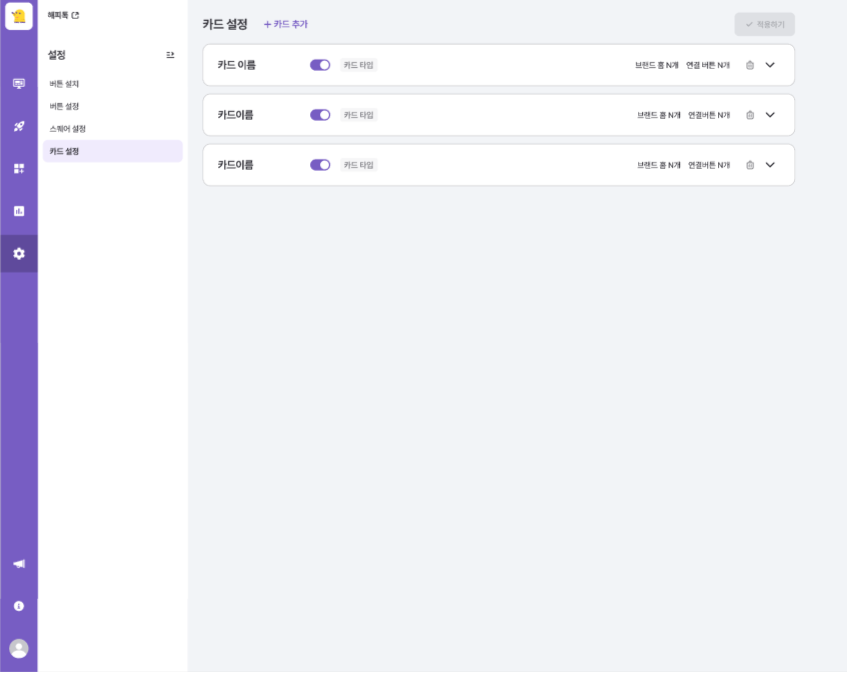 해피톡
설정
버튼 설치
버튼 설정
스퀘어 설정
카드 설정
카드 설정
+ 카드 추가
적용하기
카드 이름
카드 타입
브랜드 홈 N개 연결 버튼 N개
카드이름
카드 타입
브랜드 홈 N개 연결버튼 N개
카드이름
카드 타입
브랜드 홈 N개 연결버튼 N개